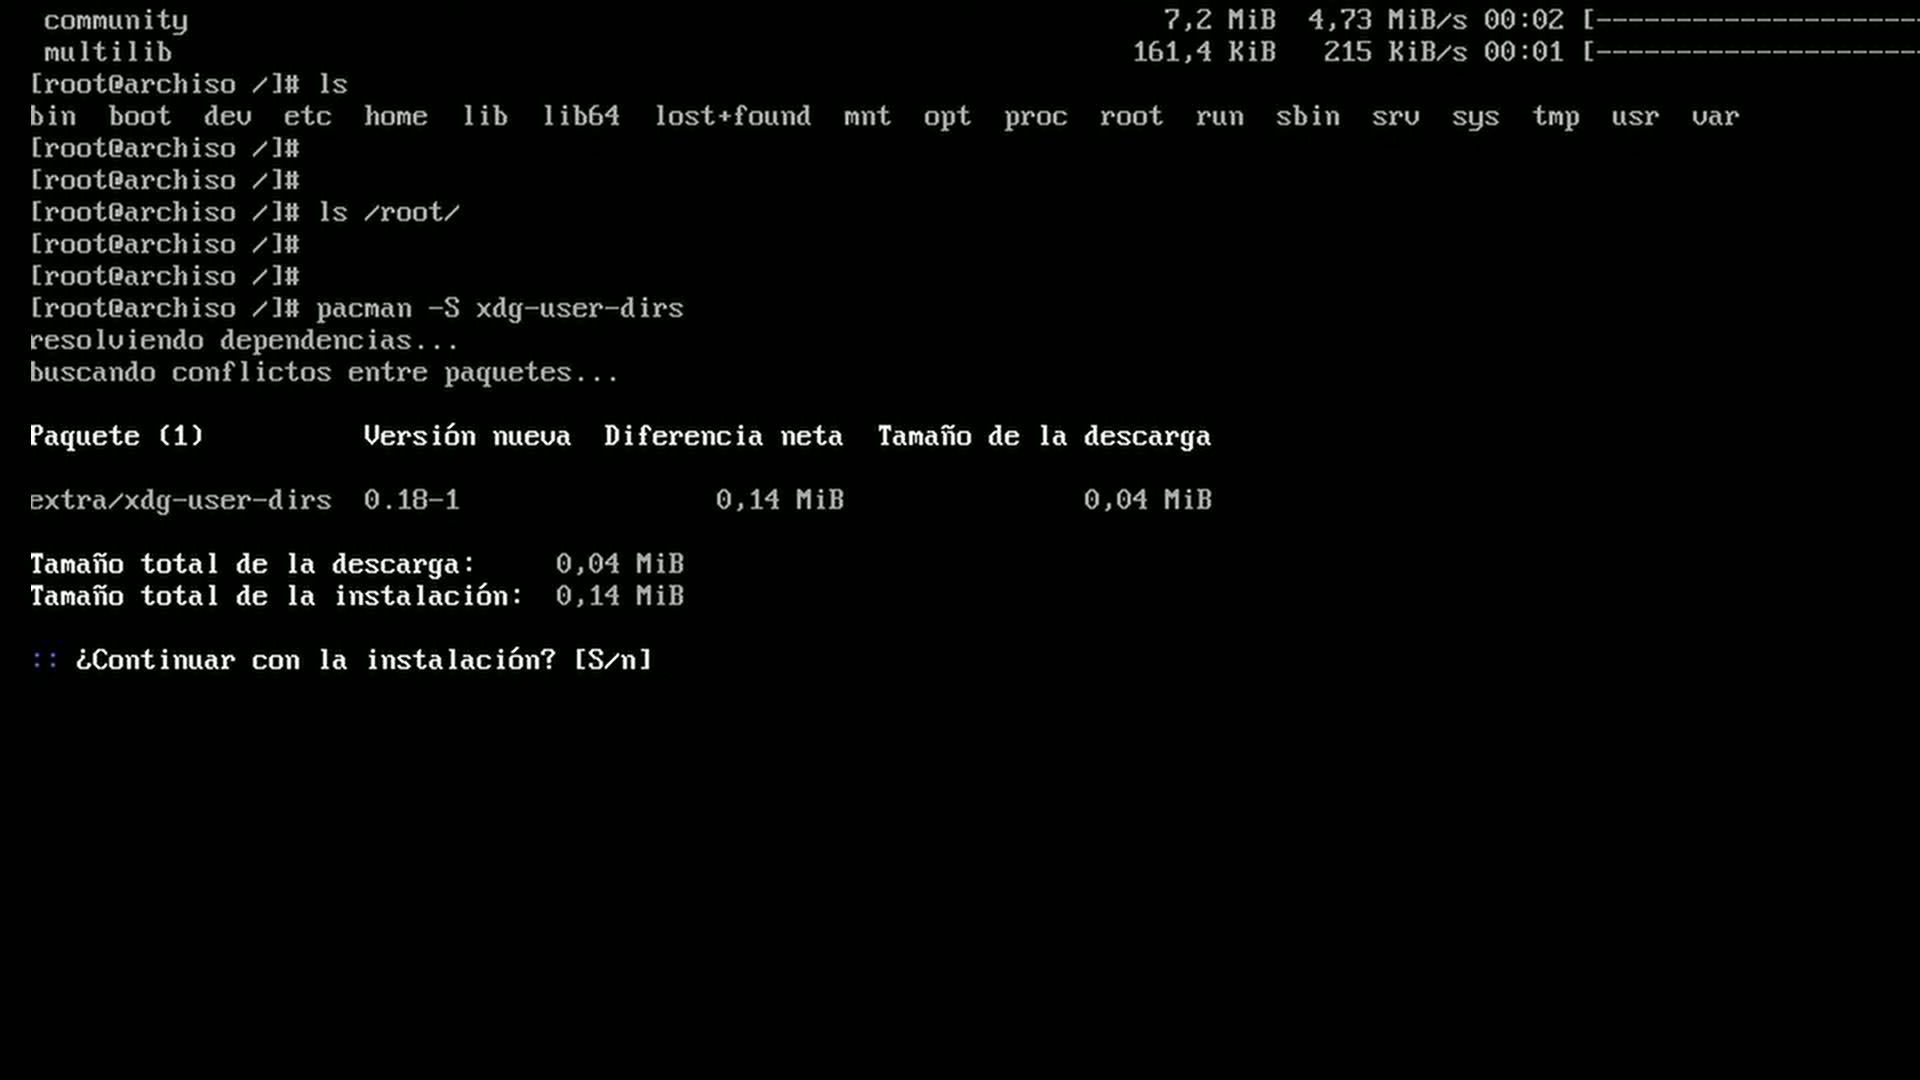 community 7,2 MiB 4,73 MiB/s 00:02 [----------------------
multilib 161,4 KiB 215 KiB/s 00:01 [----------------------
[root@archiso /]# ls
bin boot dev etc home lib lib64 lost+found mnt opt proc root run sbin srv sys tmp usr var
[root@archiso /]#
[root@archiso /]#
[root@archiso /]# ls /root/
[root@archiso /]#
[root@archiso /]#
[root@archiso /]# pacman -S xdg-user-dirs
resolviendo dependencias...
buscando conflictos entre paquetes...
Paquete (1) Versión nueva Diferencia neta Tamaño de la descarga
extra/xdg-user-dirs 0.18-1 0,14 MiB 0,04 MiB
Tamaño total de la descarga: 0,04 MiB
Tamaño total de la instalación: 0,14 MiB
:: ¿Continuar con la instalación? [S/n]